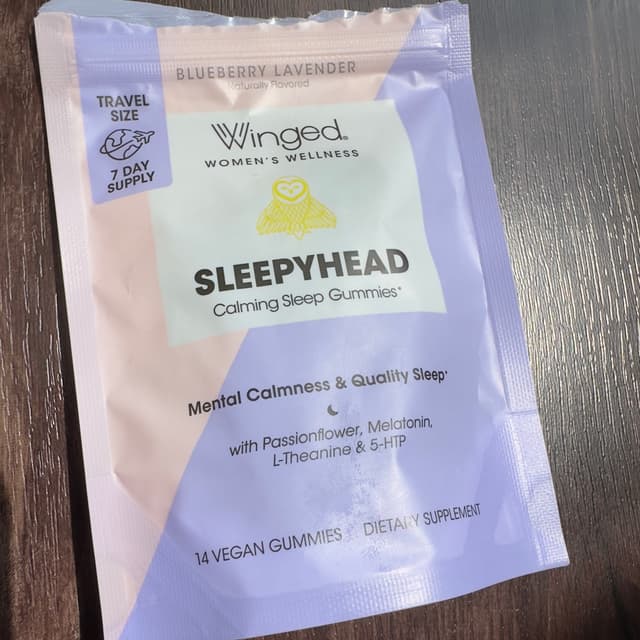 BLUEBERRY LAVENDER
Naturally Flavored
TRAVEL
SIZE
7 DAY
SUPPLY
Winged®
WOMEN'S WELLNESS
SLEEPYHEAD
Calming Sleep Gummies*
Mental Calmness & Quality Sleep*
with Passionflower, Melatonin,
L-Theanine & 5-HTP
14 VEGAN GUMMIES DIETARY SUPPLEMENT